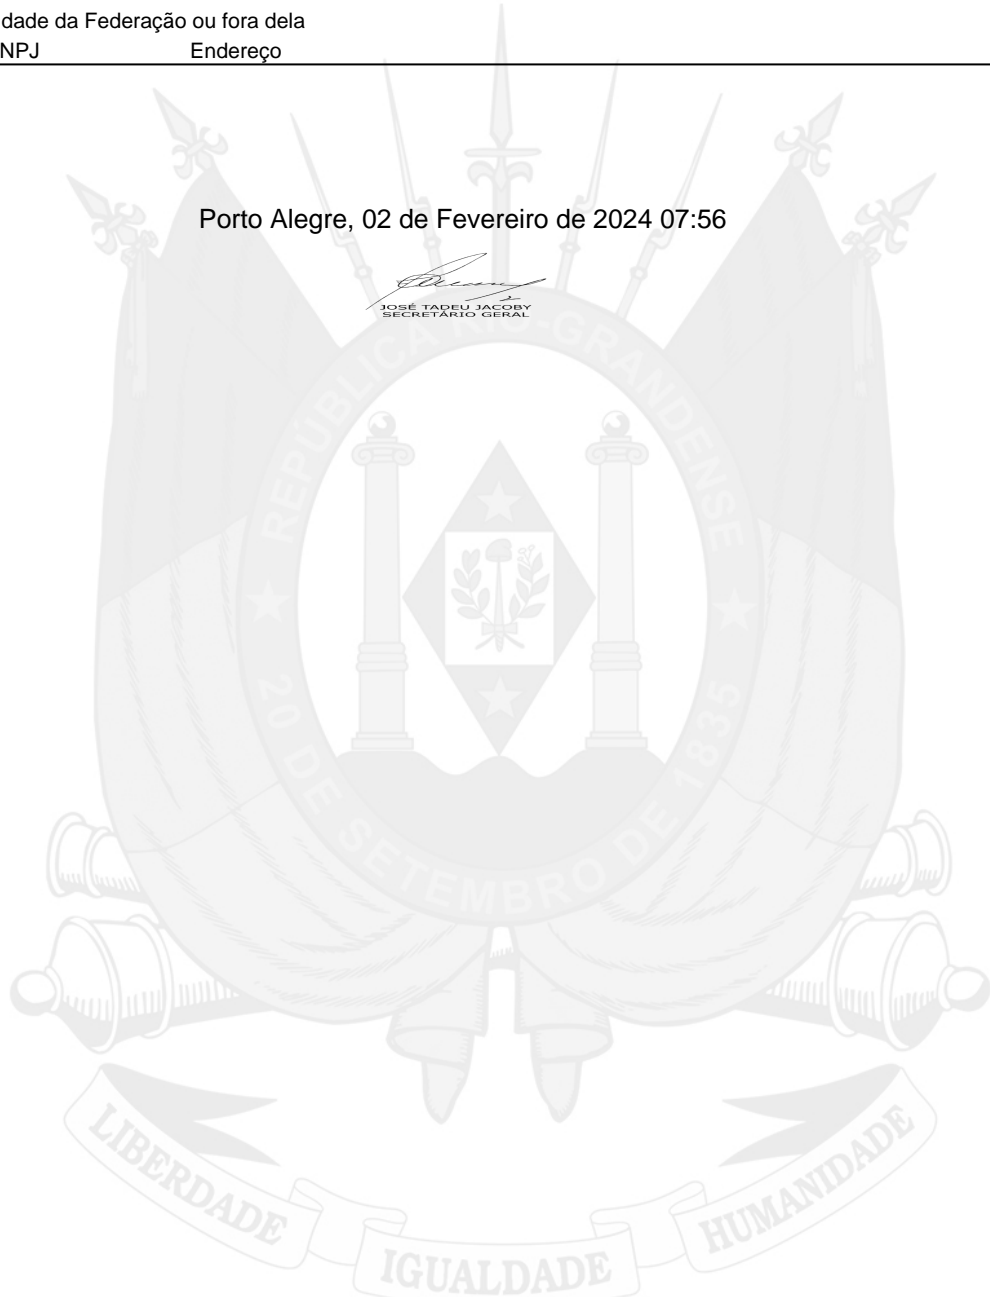 dade da Federação ou fora dela
NPJ Endereço
Porto Alegre, 02 de Fevereiro de 2024 07:56
JOSÉ TADEU JACOBY
SECRETÁRIO GERAL
REPÚBLICA RIO-GRANDENSE
20 DE SETEMBRO DE 1835
LIBERDADE
IGUALDADE
HUMANIDADE